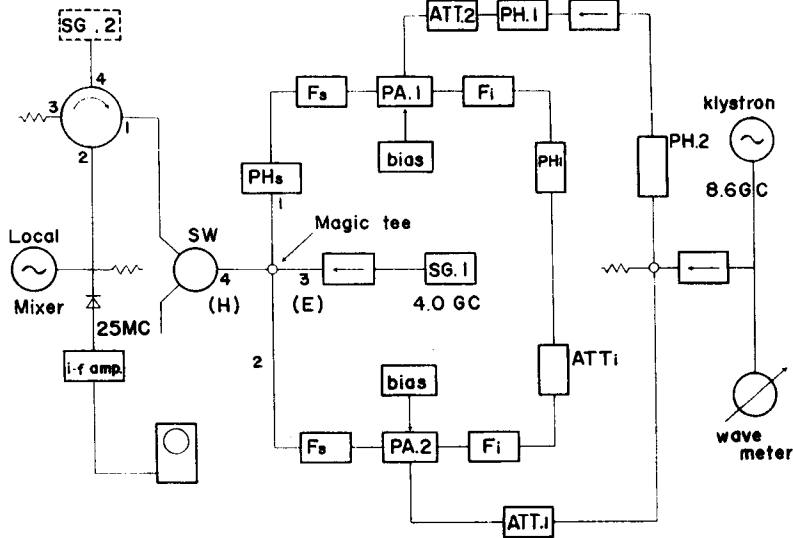 SG.2
4
3
1
2
Local
Mixer
25MC
i-f amp.
SW
4
(H)
Fs
PA.1
Fi
ATT.2
PH.1
bias
PHs
1
PHi
Magic tee
3
(E)
SG.1
4.0 GC
2
ATTi
bias
Fs
PA.2
Fi
ATT.1
PH.2
klystron
8.6GC
wave
meter